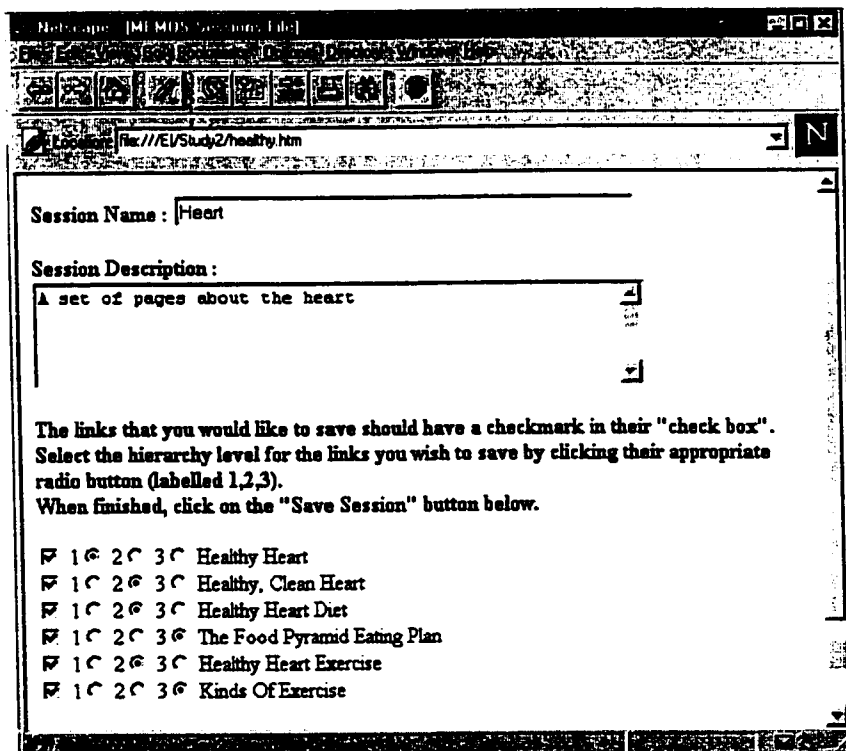 Netscape - [MEMOS Sessions File]
Location: file:///E|/Study2/healthy.htm
N
Session Name : Heart
Session Description :
A set of pages about the heart
The links that you would like to save should have a checkmark in their "check box".
Select the hierarchy level for the links you wish to save by clicking their appropriate
radio button (labelled 1,2,3).
When finished, click on the "Save Session" button below.
1 2 3 Healthy Heart
1 2 3 Healthy, Clean Heart
1 2 3 Healthy Heart Diet
1 2 3 The Food Pyramid Eating Plan
1 2 3 Healthy Heart Exercise
1 2 3 Kinds Of Exercise